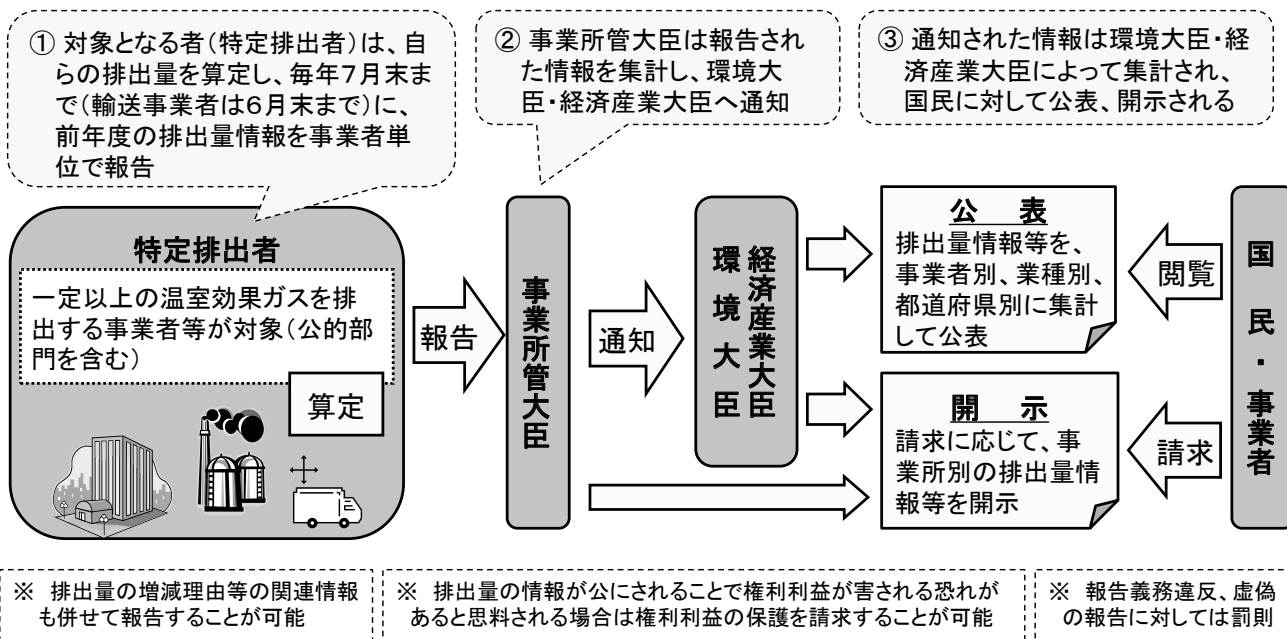 ① 対象となる者(特定排出者)は、自
らの排出量を算定し、毎年7月末ま
で(輸送事業者は6月末まで)に、
前年度の排出量情報を事業者単
位で報告
② 事業所管大臣は報告され
た情報を集計し、環境大
臣・経済産業大臣へ通知
③ 通知された情報は環境大臣・経
済産業大臣によって集計され、
国民に対して公表、開示される
特定排出者
一定以上の温室効果ガスを排
出する事業者等が対象(公的部
門を含む)
算定
報告
事業所管大臣
通知
経済産業大臣
環境大臣
公 表
排出量情報等を、
事業者別、業種別、
都道府県別に集計
して公表
開 示
請求に応じて、事
業所別の排出量情
報等を開示
閲覧
請求
国民・事業者
※ 排出量の増減理由等の関連情報
も併せて報告することが可能
※ 排出量の情報が公にされることで権利利益が害される恐れが
あると思料される場合は権利利益の保護を請求することが可能
※ 報告義務違反、虚偽
の報告に対しては罰則